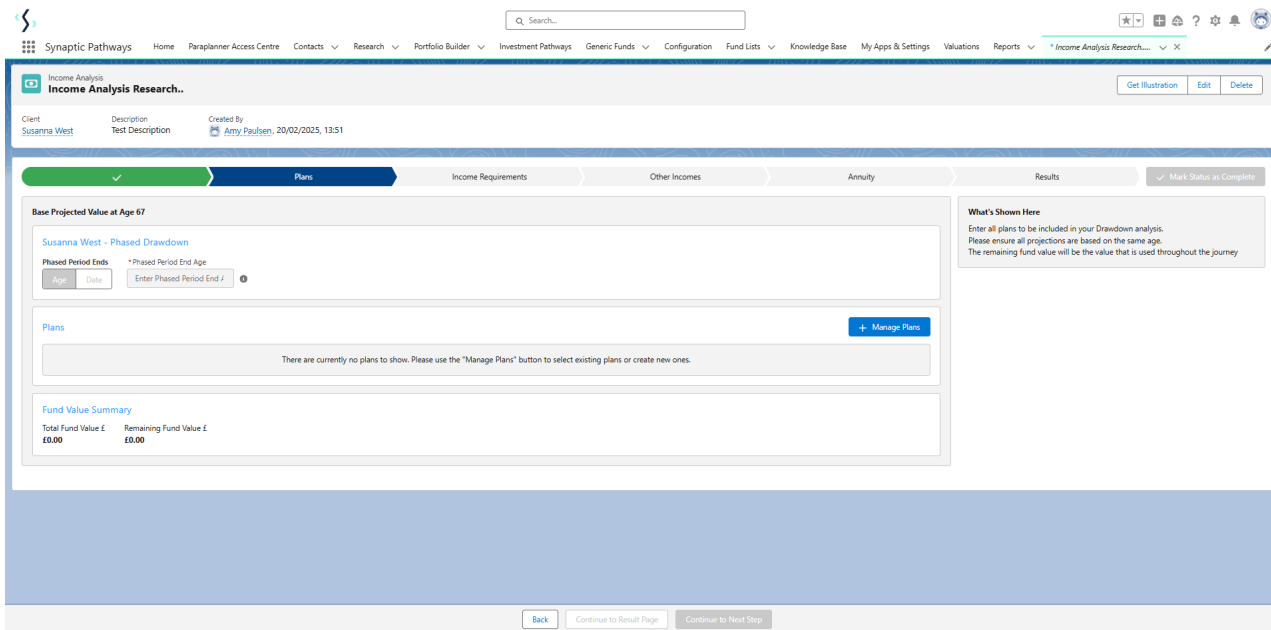 Search...
Synaptic Pathways Home Paraplanner Access Centre Contacts Research Portfolio Builder Investment Pathways Generic Funds Configuration Fund Lists Knowledge Base My Apps & Settings Valuations Reports * Income Analysis Research....
Income Analysis
Income Analysis Research..
Get Illustration Edit Delete
Client Description Created By
Susanna West Test Description Amy Paulsen, 20/02/2025, 13:51
Plans Income Requirements Other Incomes Annuity Results Mark Status as Complete
Base Projected Value at Age 67
Susanna West - Phased Drawdown
Phased Period Ends *Phased Period End Age
Age Date Enter Phased Period End A
Plans
+ Manage Plans
There are currently no plans to show. Please use the "Manage Plans" button to select existing plans or create new ones.
Fund Value Summary
Total Fund Value £ Remaining Fund Value £
£0.00 £0.00
What's Shown Here
Enter all plans to be included in your Drawdown analysis.
Please ensure all projections are based on the same age.
The remaining fund value will be the value that is used throughout the journey
Back Continue to Result Page Continue to Next Step